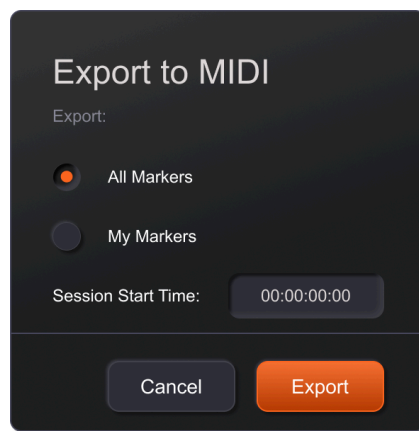 Export to MIDI
Export:
All Markers
My Markers
Session Start Time: 00:00:00:00
Cancel Export